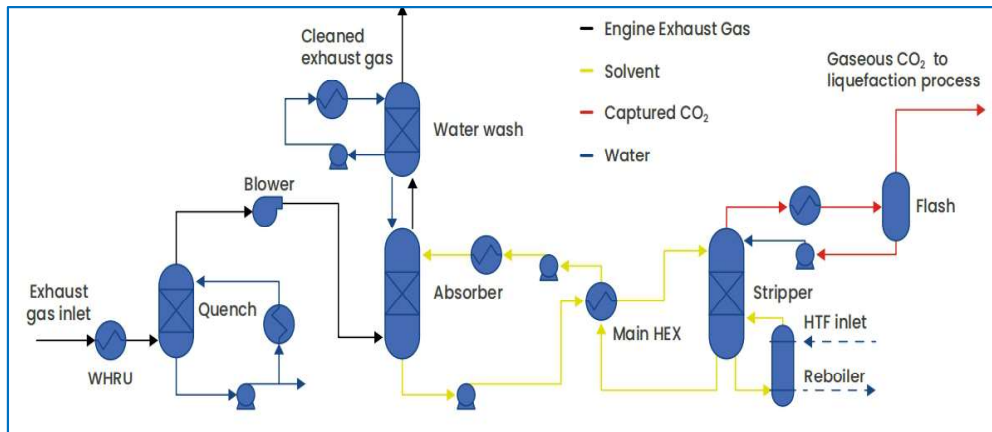 Cleaned
exhaust gas
Engine Exhaust Gas
Solvent
Captured CO₂
Water
Gaseous CO₂ to
liquefaction process
Water wash
Blower
Flash
Exhaust
gas inlet
Quench
Absorber
Main HEX
Stripper
WHRU
HTF inlet
Reboiler